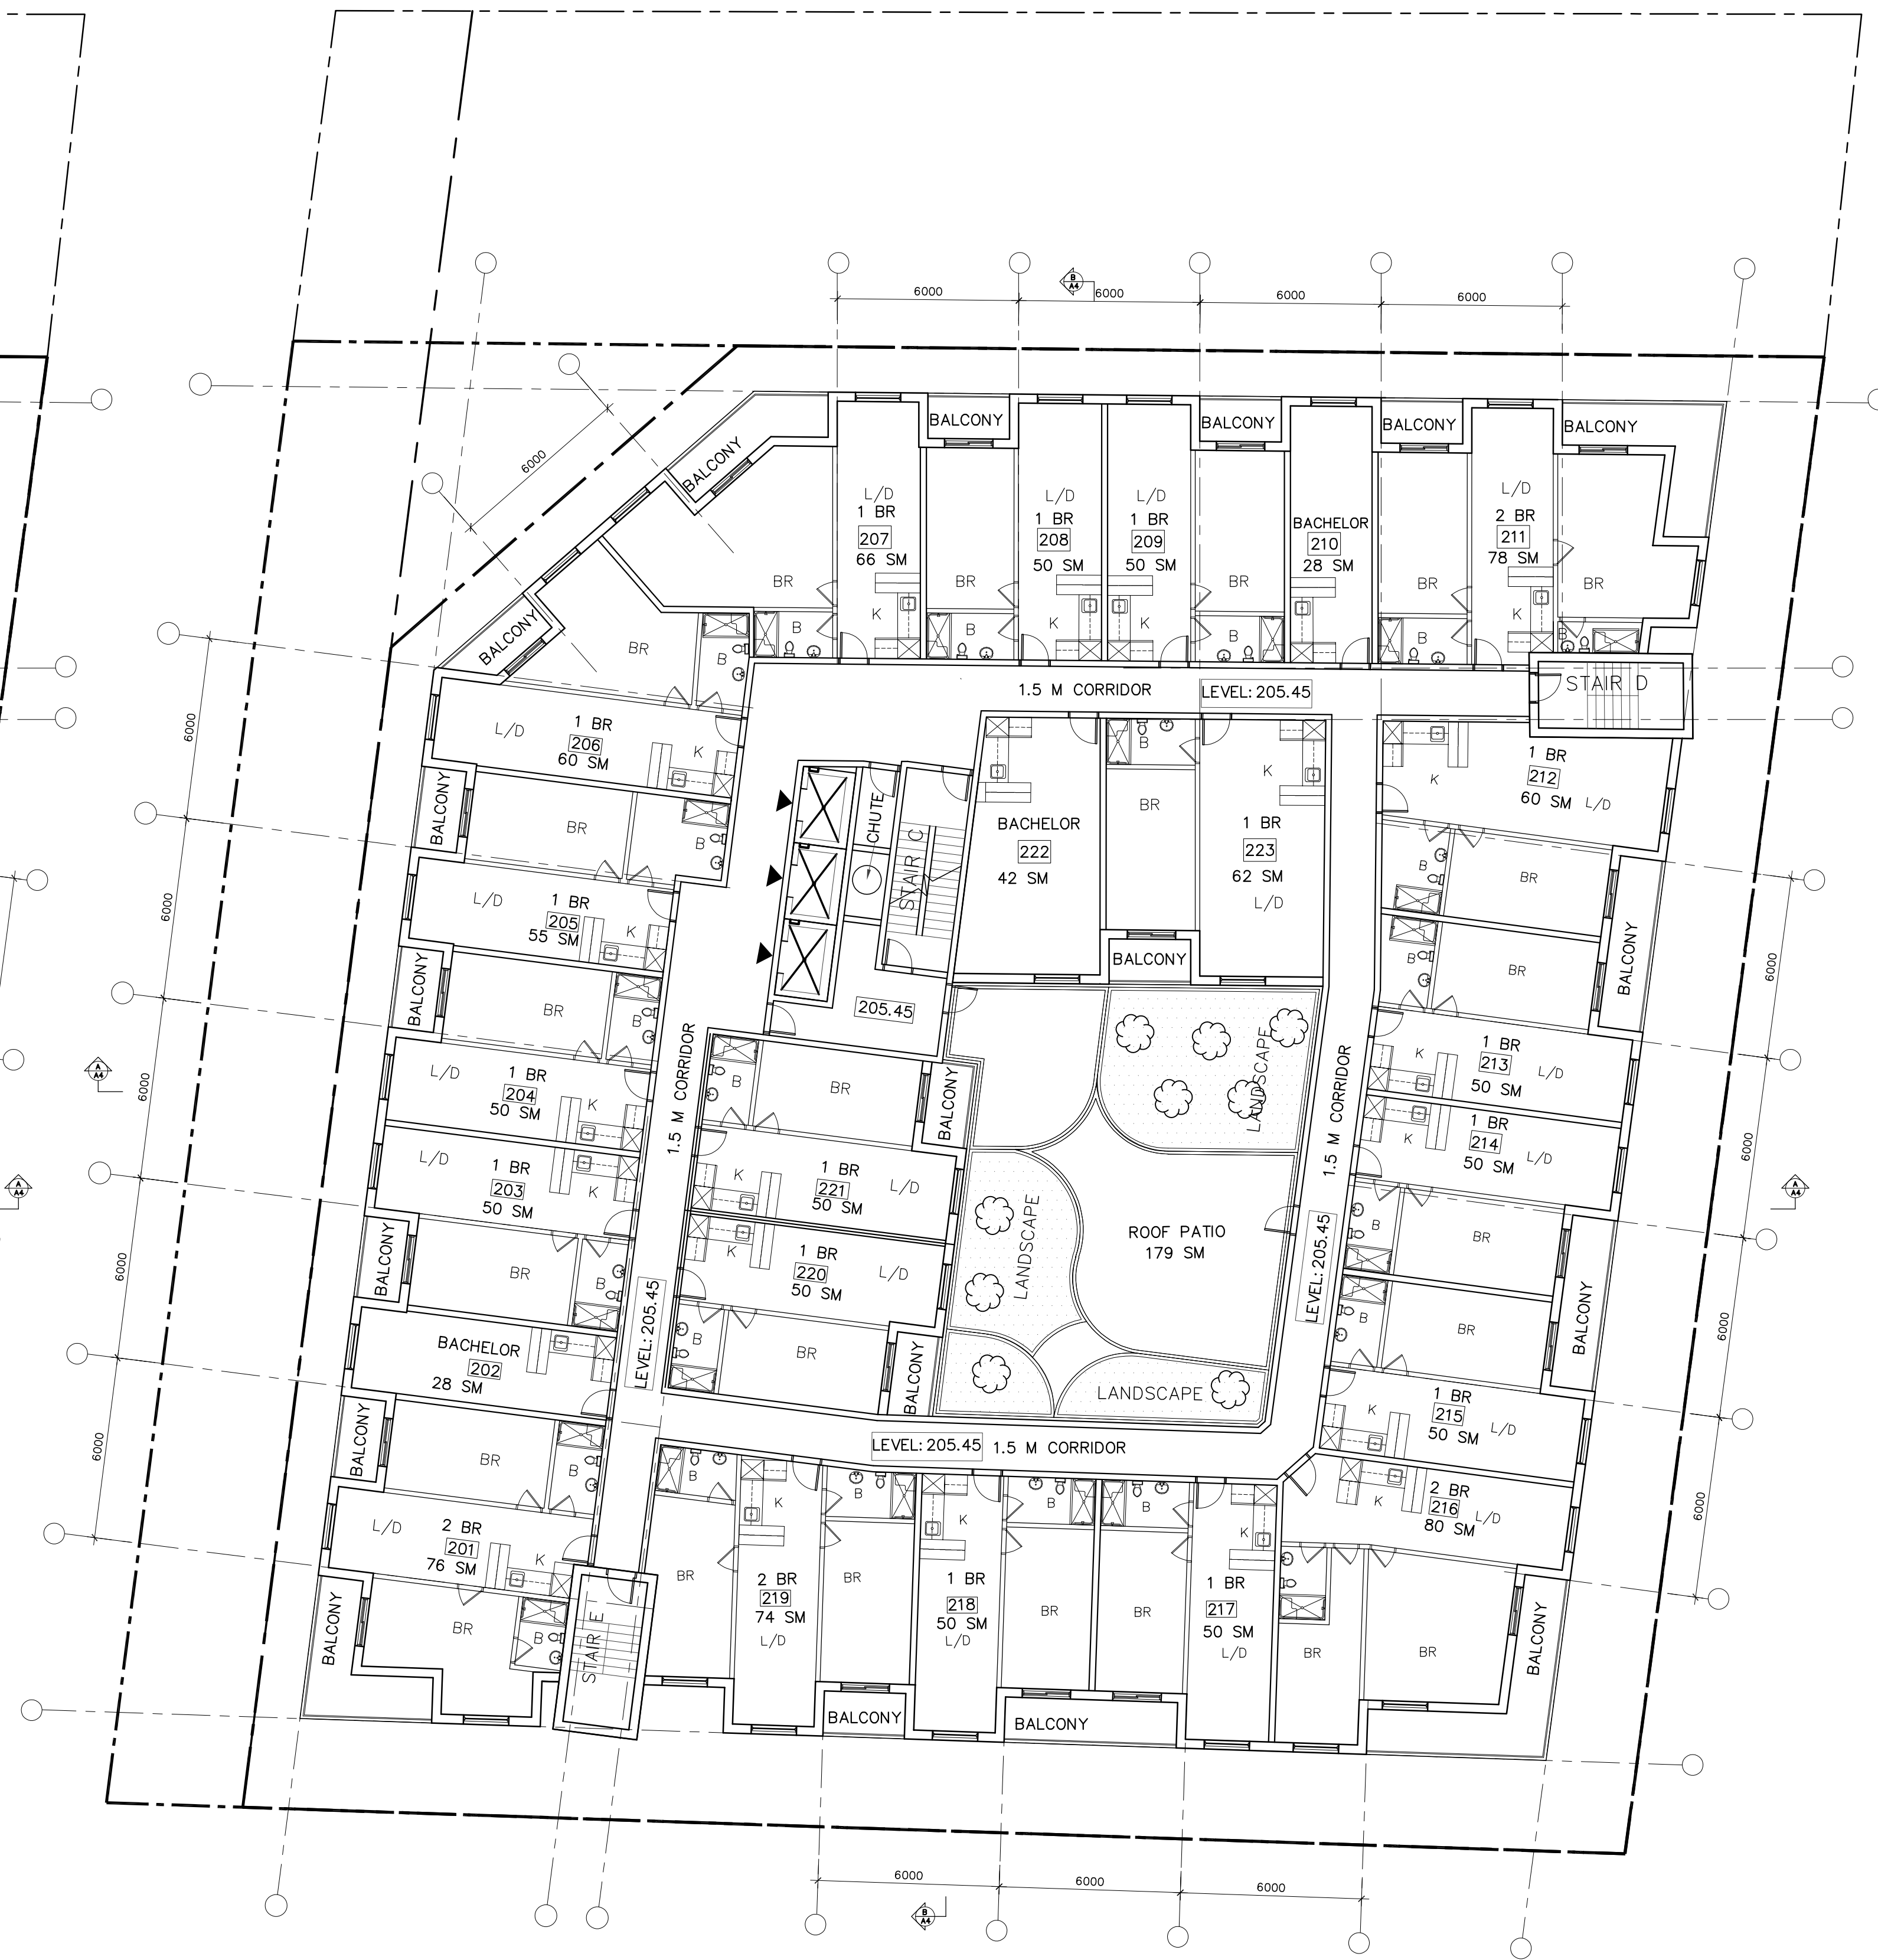 6000
B
A4
6000
6000
6000
6000
BALCONY
BALCONY
BALCONY
BALCONY
BALCONY
L/D
1 BR
207
66 SM
K
BR
B
BR
B
L/D
1 BR
208
50 SM
K
L/D
1 BR
209
50 SM
K
BR
B
BACHELOR
210
28 SM
K
BR
B
L/D
2 BR
211
78 SM
K
BR
B
BALCONY
BR
B
1.5 M CORRIDOR
LEVEL: 205.45
STAIR D
L/D
1 BR
206
60 SM
K
BALCONY
BR
B
CHUTE
STAIR C
BACHELOR
222
42 SM
B
BR
K
1 BR
223
62 SM
L/D
BALCONY
1 BR
212
60 SM
L/D
K
B
BR
BALCONY
L/D
1 BR
205
55 SM
K
BALCONY
BR
B
205.45
B
BR
1 BR
213
50 SM
L/D
K
L/D
1 BR
204
50 SM
K
1.5 M CORRIDOR
B
BR
BALCONY
LANDSCAPE
1.5 M CORRIDOR
1 BR
214
50 SM
L/D
K
B
BR
L/D
1 BR
203
50 SM
K
BALCONY
BR
B
K
1 BR
221
50 SM
L/D
LANDSCAPE
ROOF PATIO
179 SM
LEVEL: 205.45
BALCONY
K
1 BR
220
50 SM
L/D
B
BR
BALCONY
LANDSCAPE
B
BR
1 BR
215
50 SM
L/D
K
BACHELOR
202
28 SM
K
LEVEL: 205.45
BALCONY
BR
B
LEVEL: 205.45
1.5 M CORRIDOR
L/D
2 BR
201
76 SM
K
BALCONY
BR
B
STAIR E
B
BR
K
2 BR
219
74 SM
L/D
B
BR
K
1 BR
218
50 SM
L/D
B
BR
B
BR
K
1 BR
217
50 SM
L/D
K
2 BR
216
80 SM
L/D
BR
BR
BALCONY
BALCONY
BALCONY
6000
6000
6000
6000
6000
6000
A
A4
A
A4
6000
6000
6000
6000
A
A4
6000
6000
6000
B
A4